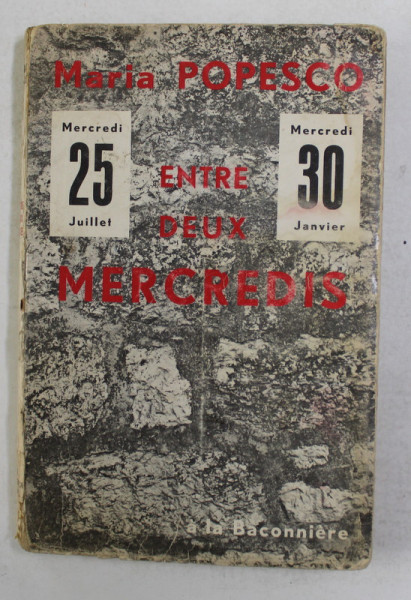 Maria POPESCO
Mercredi
25
Juillet
Mercredi
30
Janvier
ENTRE
DEUX
MERCREDIS
à la Baconnière